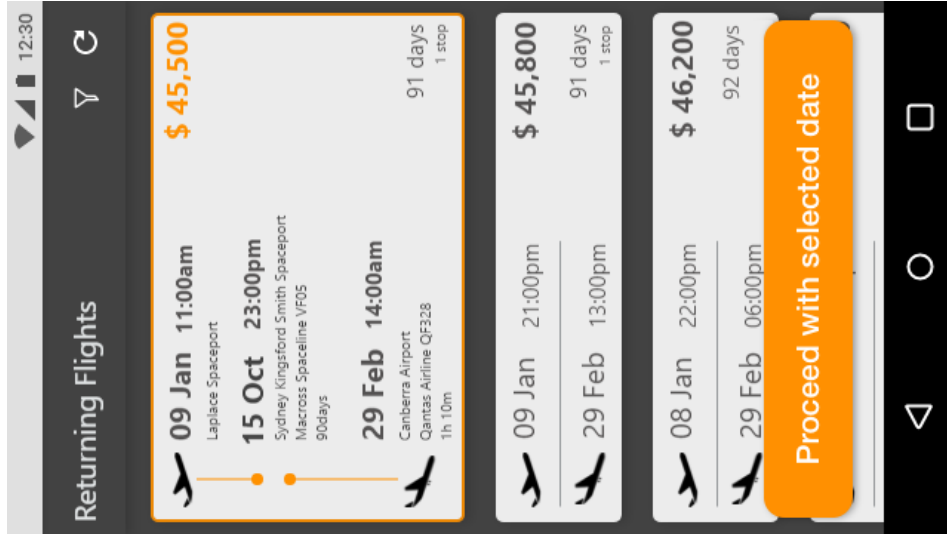 12:30
Returning Flights
09 Jan 11:00am
$ 45,500
Laplace Spaceport
15 Oct 23:00pm
Sydney Kingsford Smith Spaceport
Macross Spaceline VF05
90days
29 Feb 14:00am
Canberra Airport
91 days
Qantas Airline QF328
1 stop
1h 10m
09 Jan 21:00pm
$ 45,800
29 Feb 13:00pm
91 days
1 stop
08 Jan 22:00pm
$ 46,200
29 Feb 06:00pm
92 days
Proceed with selected date